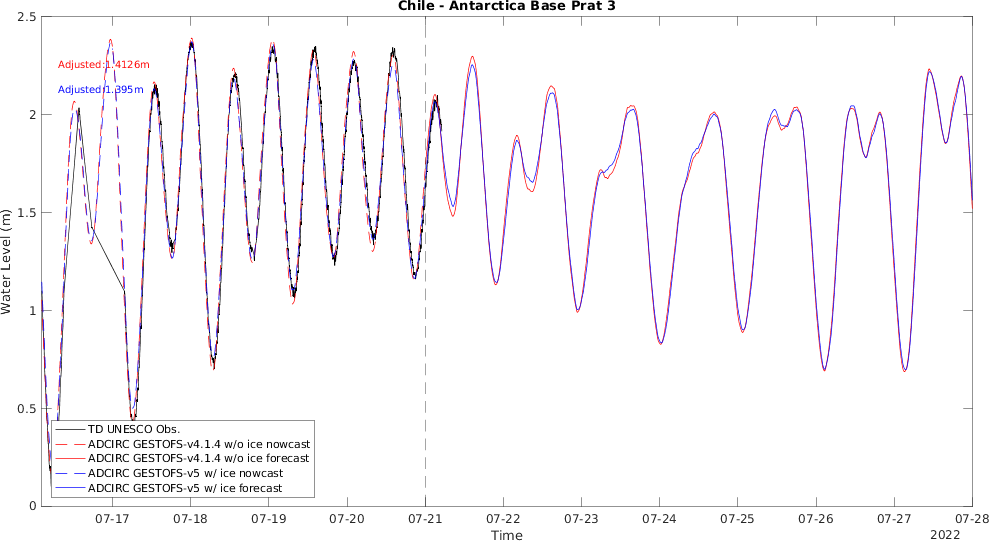 Chile - Antarctica Base Prat 3
2.5
2
1.5
1
0.5
0
Water Level (m)
Adjusted:1.4126m
Adjusted:1.395m
TD UNESCO Obs.
ADCIRC GESTOFS-v4.1.4 w/o ice nowcast
ADCIRC GESTOFS-v4.1.4 w/o ice forecast
ADCIRC GESTOFS-v5 w/ ice nowcast
ADCIRC GESTOFS-v5 w/ ice forecast
07-17 07-18 07-19 07-20 07-21 07-22 07-23 07-24 07-25 07-26 07-27 07-28
Time
2022